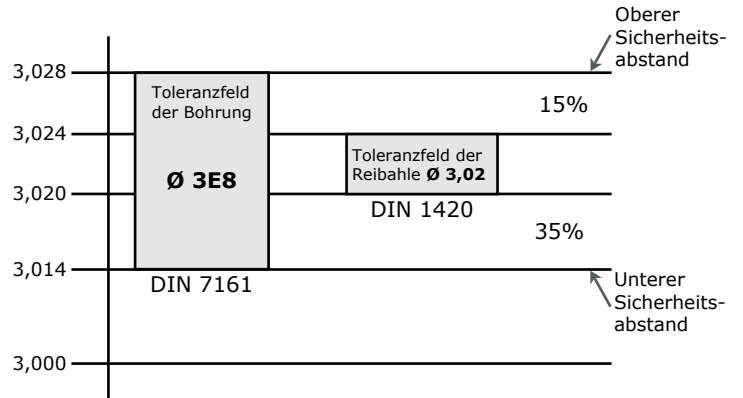 Oberer
Sicherheits-
abstand
3,028
Toleranzfeld
der Bohrung
15%
3,024
Toleranzfeld der
Reibahle Ø 3,02
Ø 3E8
3,020
DIN 1420
35%
3,014
DIN 7161
Unterer
Sicherheits-
abstand
3,000